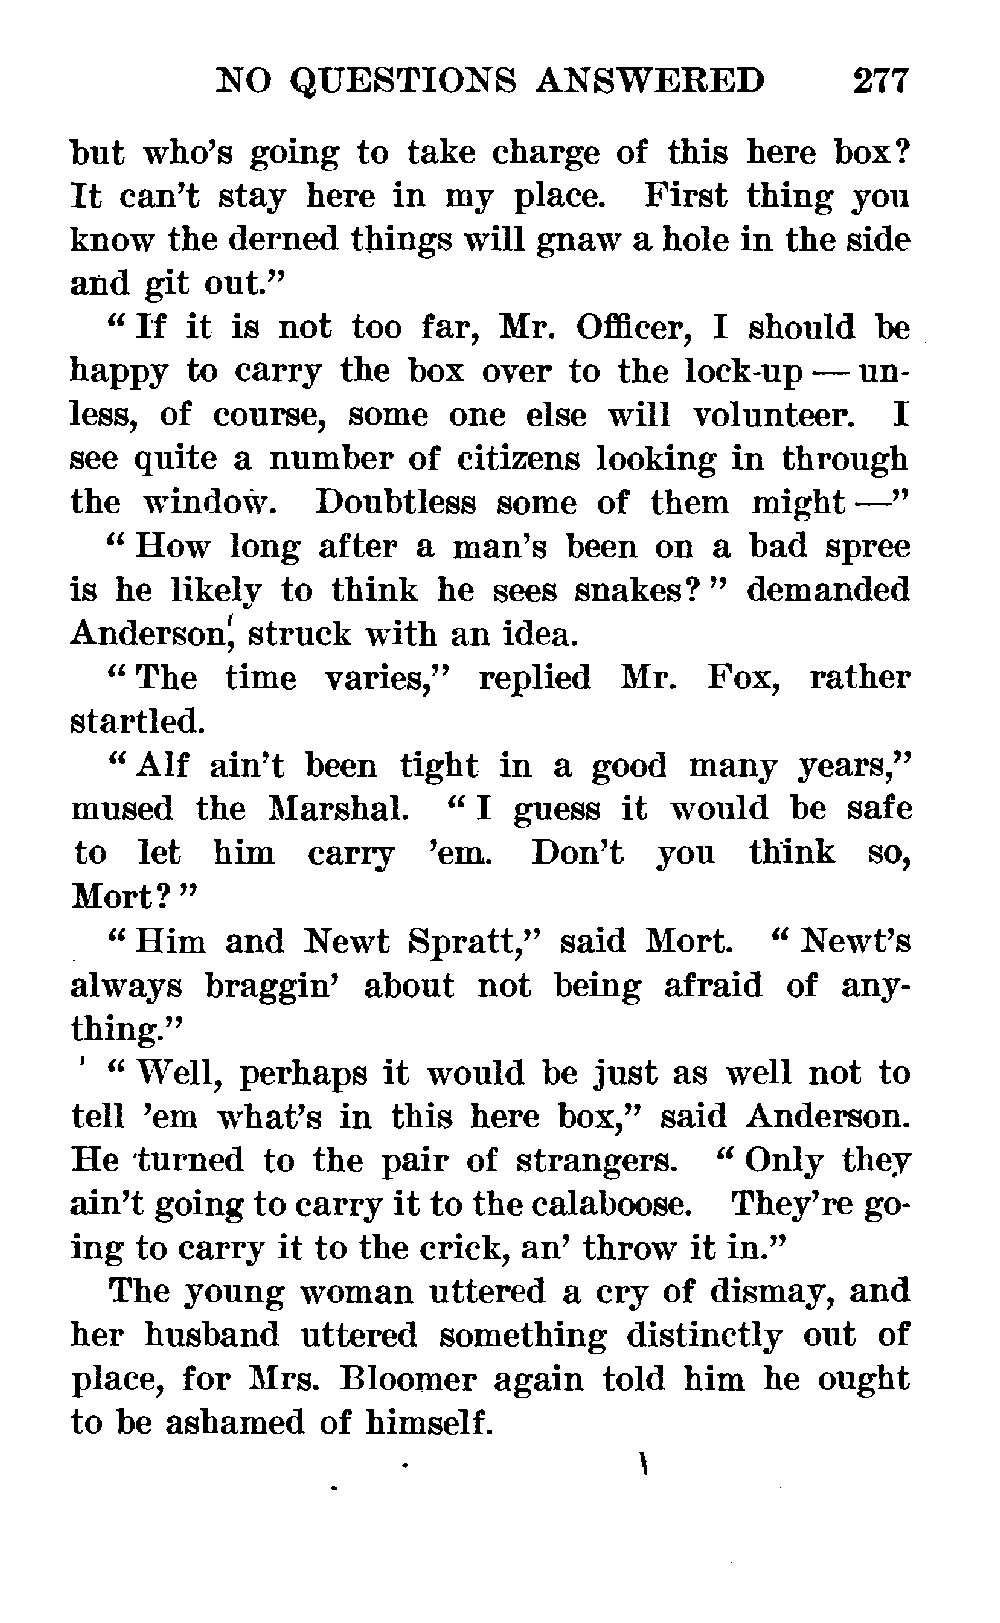 NO QUESTIONS ANSWERED 277
but who's going to take charge of this here box?
It can't stay here in my place. First thing you
know the derned things will gnaw a hole in the side
and git out."
"If it is not too far, Mr. Officer, I should be
happy to carry the box over to the lock-up — un-
less, of course, some one else will volunteer. I
see quite a number of citizens looking in through
the window. Doubtless some of them might —"
"How long after a man's been on a bad spree
is he likely to think he sees snakes?" demanded
Anderson, struck with an idea.
"The time varies," replied Mr. Fox, rather
startled.
"Alf ain't been tight in a good many years,"
mused the Marshal. "I guess it would be safe
to let him carry 'em. Don't you think so,
Mort?"
"Him and Newt Spratt," said Mort. "Newt's
always braggin' about not being afraid of any-
thing."
"Well, perhaps it would be just as well not to
tell 'em what's in this here box," said Anderson.
He turned to the pair of strangers. "Only they
ain't going to carry it to the calaboose. They're go-
ing to carry it to the crick, an' throw it in."
The young woman uttered a cry of dismay, and
her husband uttered something distinctly out of
place, for Mrs. Bloomer again told him he ought
to be ashamed of himself.